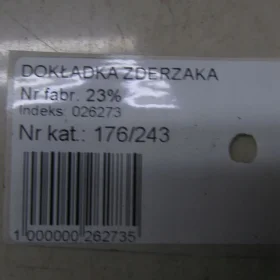 DOKŁADKA ZDERZAKA
Nr fabr. 23%
Indeks: 026273
Nr kat.: 176/243
1 000000 262735